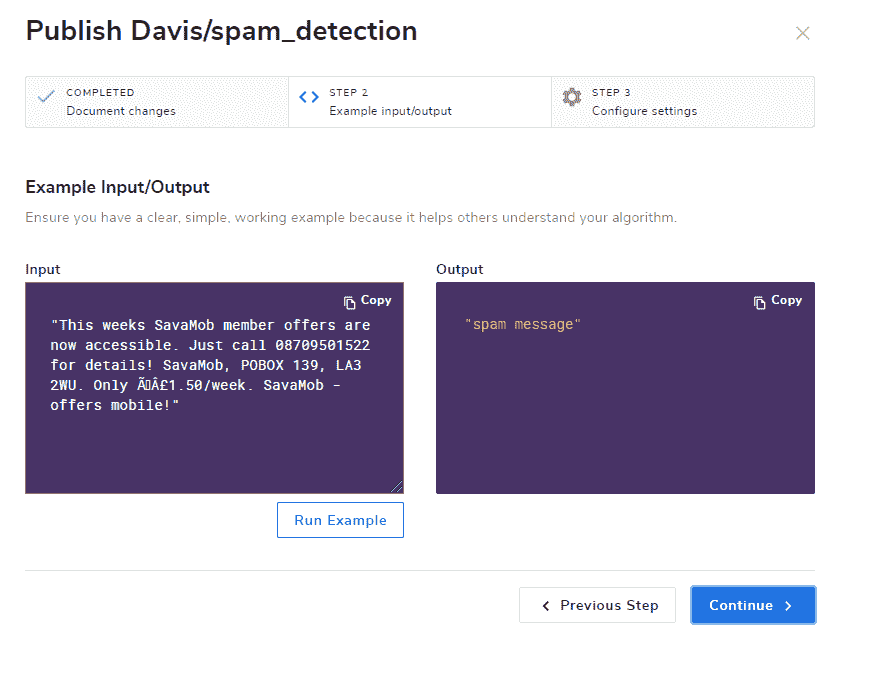 Publish Davis/spam_detection
COMPLETED
Document changes
STEP 2
Example input/output
STEP 3
Configure settings
Example Input/Output
Ensure you have a clear, simple, working example because it helps others understand your algorithm.
Input
Copy
"This weeks SavaMob member offers are
now accessible. Just call 08709501522
for details! SavaMob, POBOX 139, LA3
2WU. Only Ã▯Â£1.50/week. SavaMob –
offers mobile!"
Run Example
Output
Copy
"spam message"
Previous Step
Continue